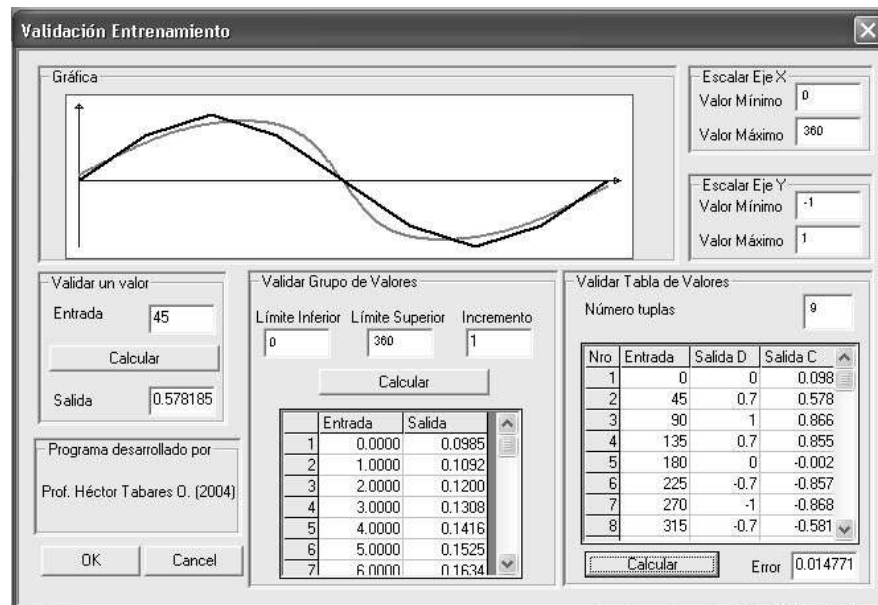 Validación Entrenamiento
Gráfica
Escalar Eje X
Valor Mínimo 0
Valor Máximo 360
Escalar Eje Y
Valor Mínimo -1
Valor Máximo 1
Validar un valor
Entrada 45
Calcular
Salida 0.578185
Programa desarrollado por
Prof. Héctor Tabares O. (2004)
OK Cancel
Validar Grupo de Valores
Límite Inferior Límite Superior Incremento
0 360 1
Calcular
Entrada Salida
1 0.0000 0.0985
2 1.0000 0.1092
3 2.0000 0.1200
4 3.0000 0.1308
5 4.0000 0.1416
6 5.0000 0.1525
7 6.0000 0.1634
Validar Tabla de Valores
Número tuplas 9
Nro Entrada Salida D Salida C
1 0 0 0.098
2 45 0.7 0.578
3 90 1 0.866
4 135 0.7 0.855
5 180 0 -0.002
6 225 -0.7 -0.857
7 270 -1 -0.868
8 315 -0.7 -0.581
Calcular Error 0.014771